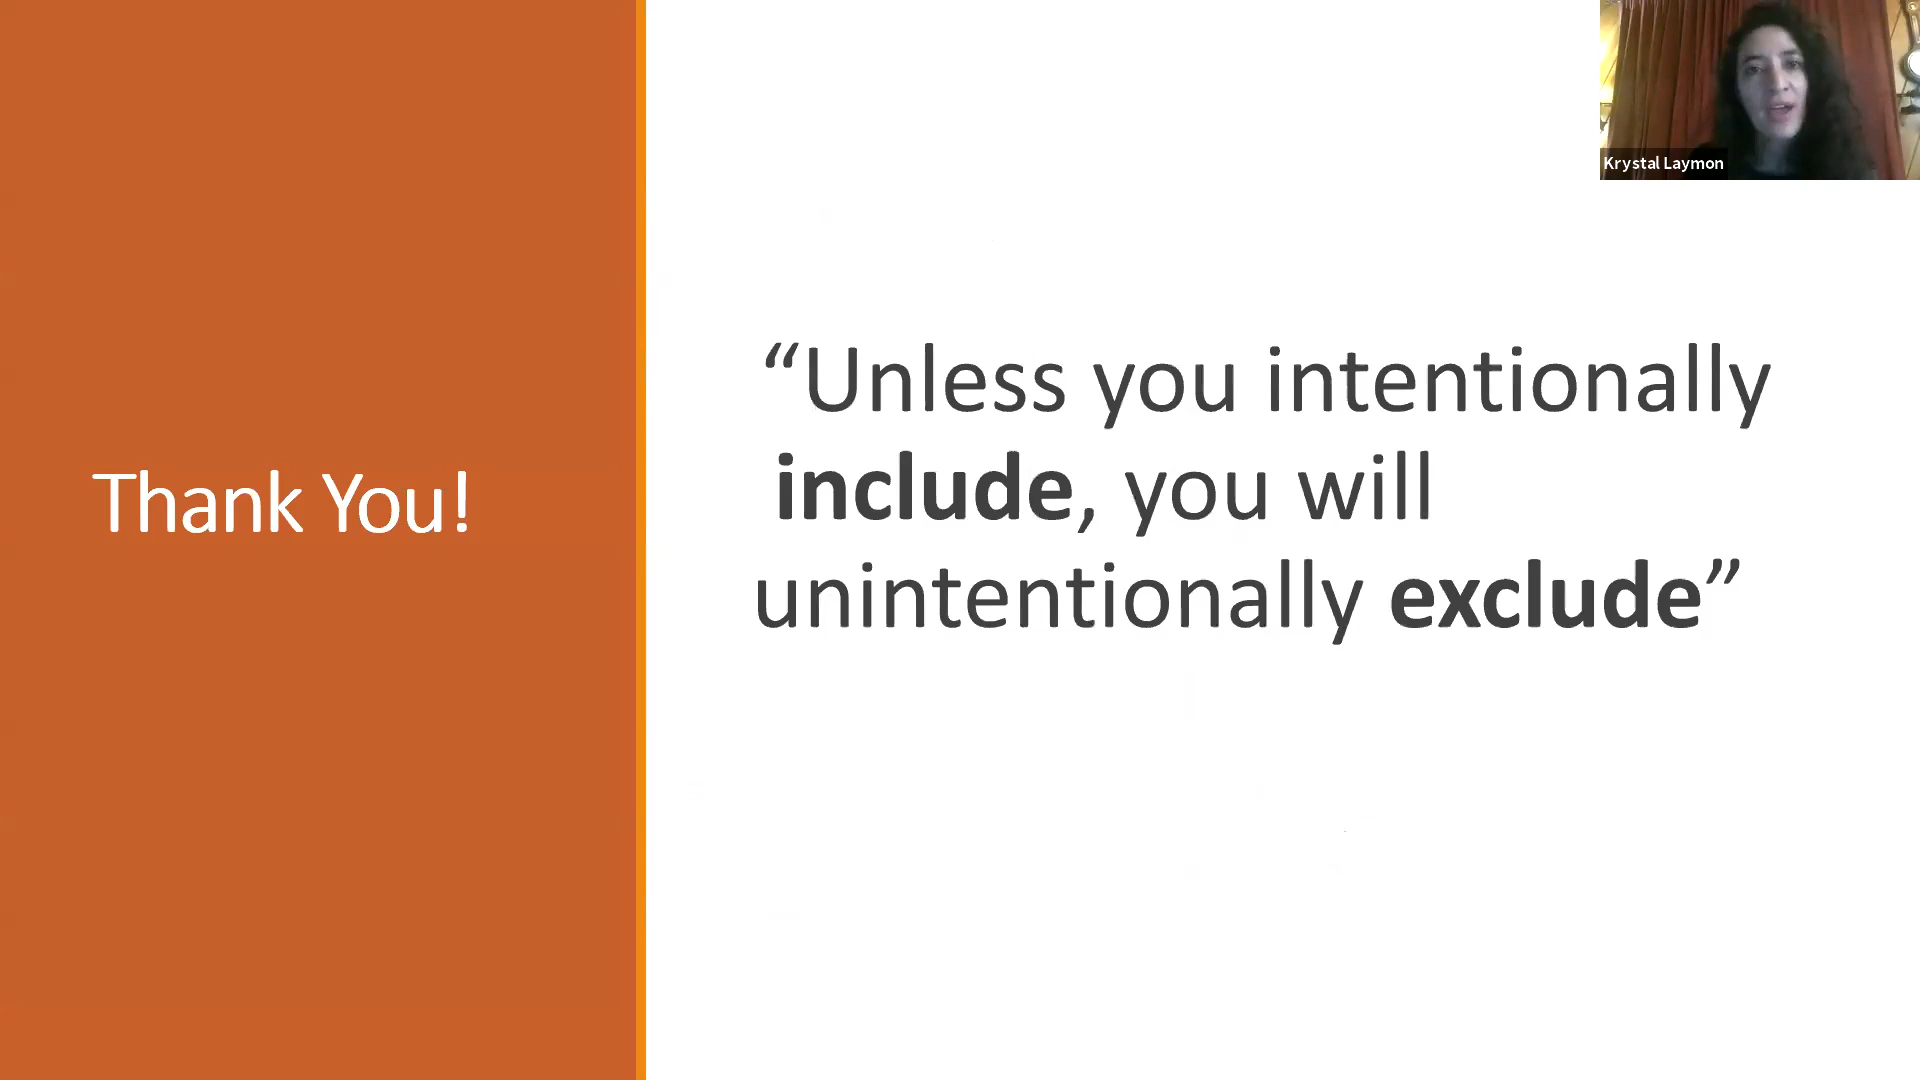 Krystal Laymon
Thank You!
“Unless you intentionally
include, you will
unintentionally exclude”